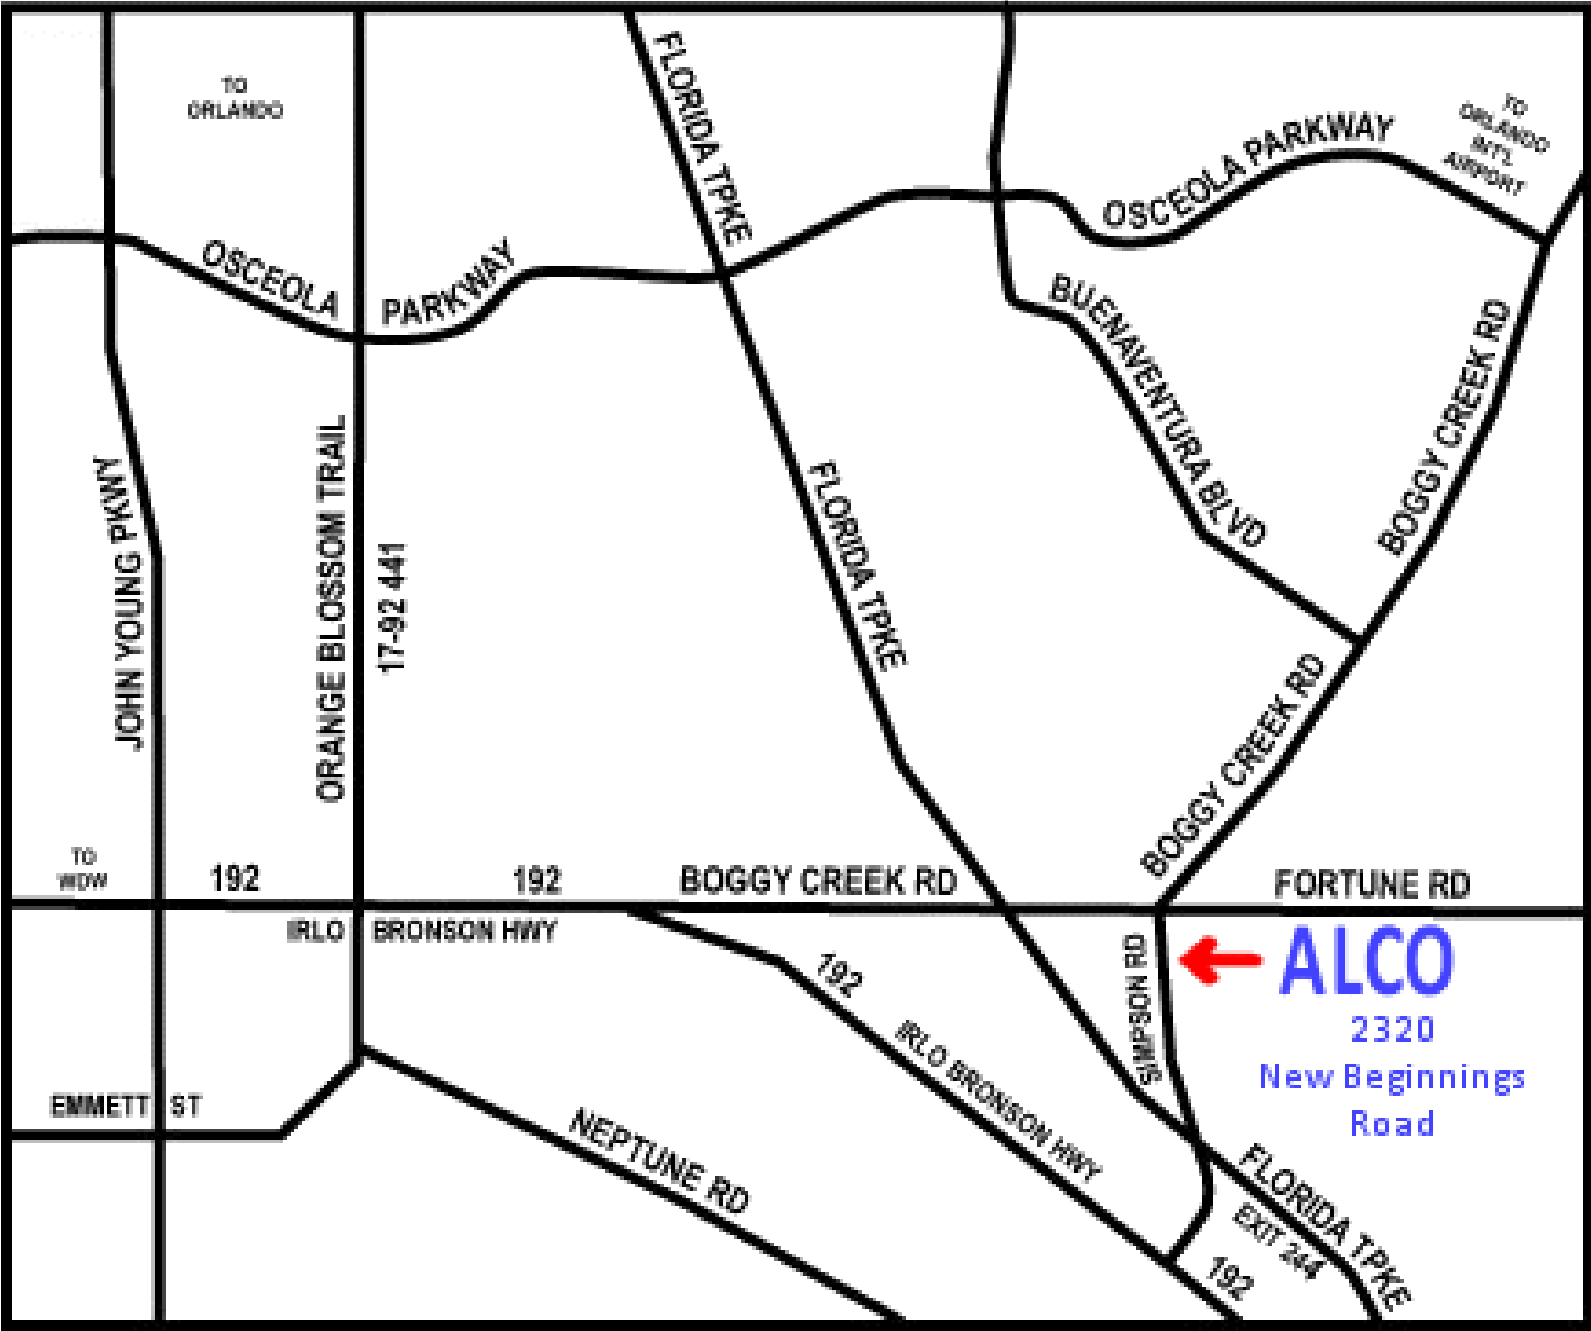 TO
ORLANDO
FLORIDA TPKE
OSCEOLA PARKWAY
TO
ORLANDO
INT'L
AIRPORT
OSCEOLA
PARKWAY
BUENAVENTURA BLVD
BOGGY CREEK RD
JOHN YOUNG PKWY
ORANGE BLOSSOM TRAIL
17-92 441
FLORIDA TPKE
BOGGY CREEK RD
TO
WDW
192
192
BOGGY CREEK RD
FORTUNE RD
IRLO
BRONSON HWY
192
IRLO BRONSON HWY
SIMPSON RD
ALCO
2320
New Beginnings
Road
EMMETT
ST
NEPTUNE RD
FLORIDA TPKE
EXIT 244
192